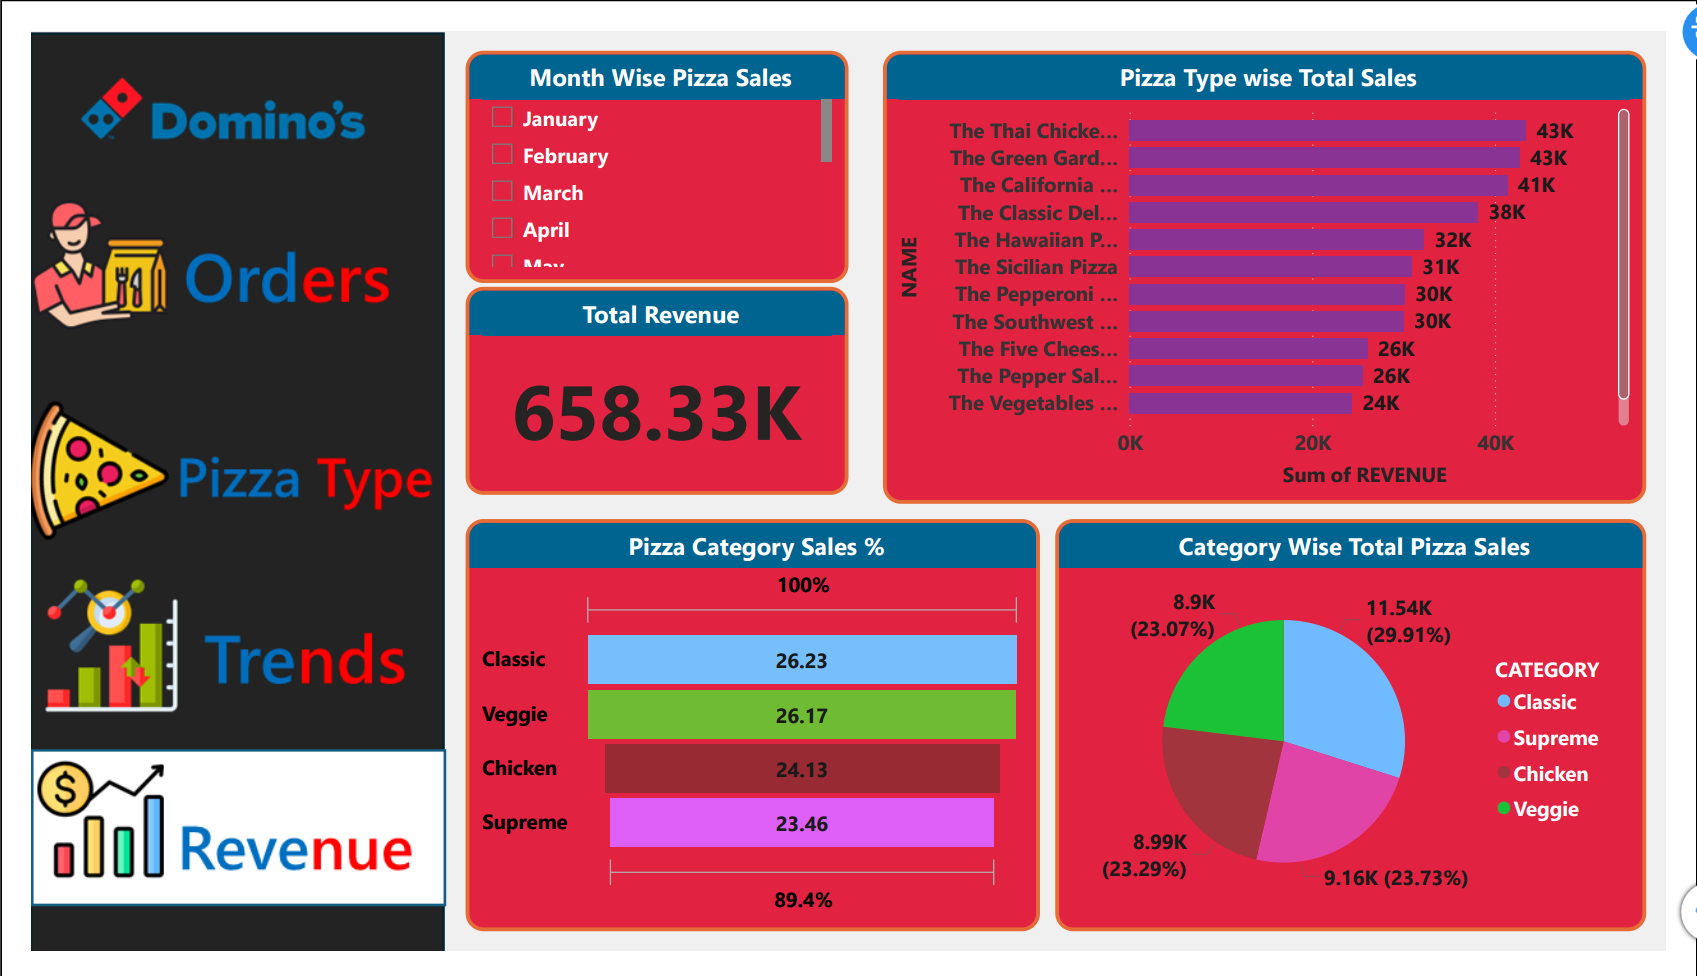 Domino's
Orders
Pizza Type
Trends
Revenue
Month Wise Pizza Sales
January
February
March
April
May
Total Revenue
658.33K
Pizza Type wise Total Sales
NAME
The Thai Chicke... 43K
The Green Gard... 43K
The California ... 41K
The Classic Del... 38K
The Hawaiian P... 32K
The Sicilian Pizza 31K
The Pepperoni ... 30K
The Southwest ... 30K
The Five Chees... 26K
The Pepper Sal... 26K
The Vegetables ... 24K
0K 20K 40K
Sum of REVENUE
Pizza Category Sales %
100%
Classic 26.23
Veggie 26.17
Chicken 24.13
Supreme 23.46
89.4%
Category Wise Total Pizza Sales
8.9K
(23.07%)
11.54K
(29.91%)
8.99K
(23.29%)
9.16K (23.73%)
CATEGORY
Classic
Supreme
Chicken
Veggie